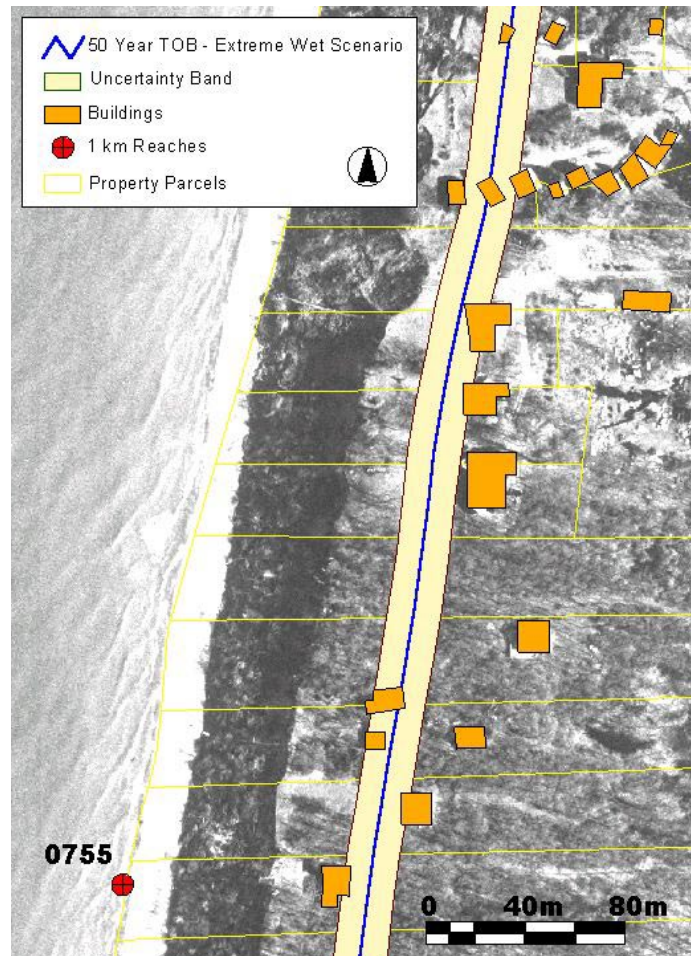 50 Year TOB - Extreme Wet Scenario
Uncertainty Band
Buildings
1 km Reaches
Property Parcels
0755
0 40m 80m